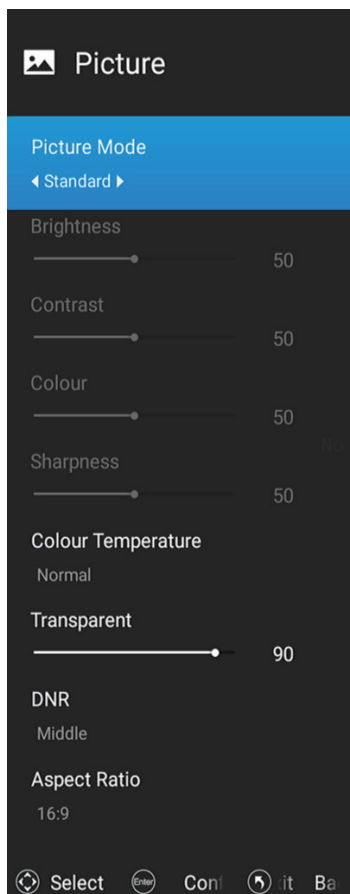 Picture
Picture Mode
Standard
Brightness
50
Contrast
50
Colour
50
Sharpness
50
Colour Temperature
Normal
Transparent
90
DNR
Middle
Aspect Ratio
16:9
Select Enter